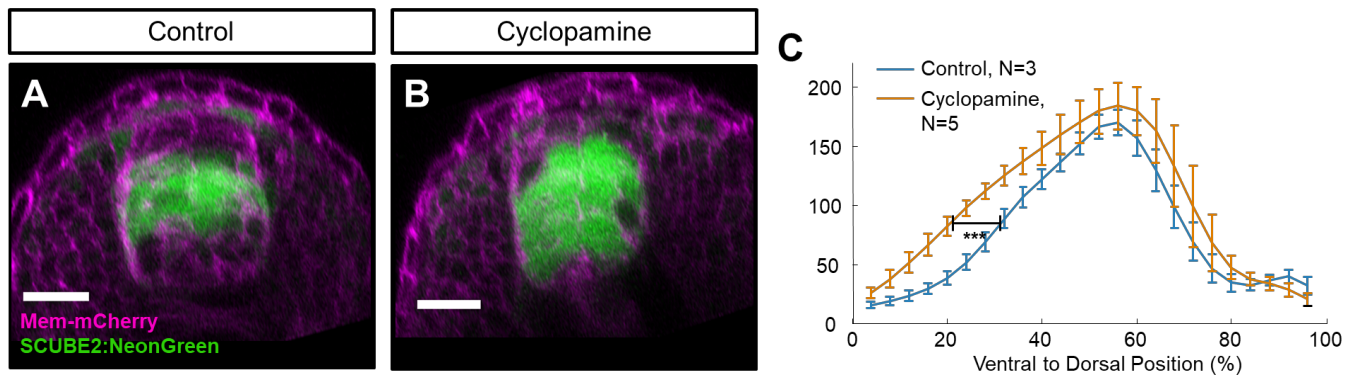 Control
Cyclopamine
A
B
Mem-mCherry
SCUBE2:NeonGreen
C
Control, N=3
Cyclopamine,
N=5
200
150
100
50
0
***
0
20
40
60
80
100
Ventral to Dorsal Position (%)